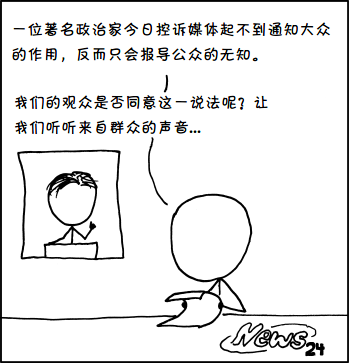 一位著名政治家今日控诉媒体起不到通知大众
的作用，反而只会报导公众的无知。
我们的观众是否同意这一说法呢？让
我们听听来自群众的声音...
News 24